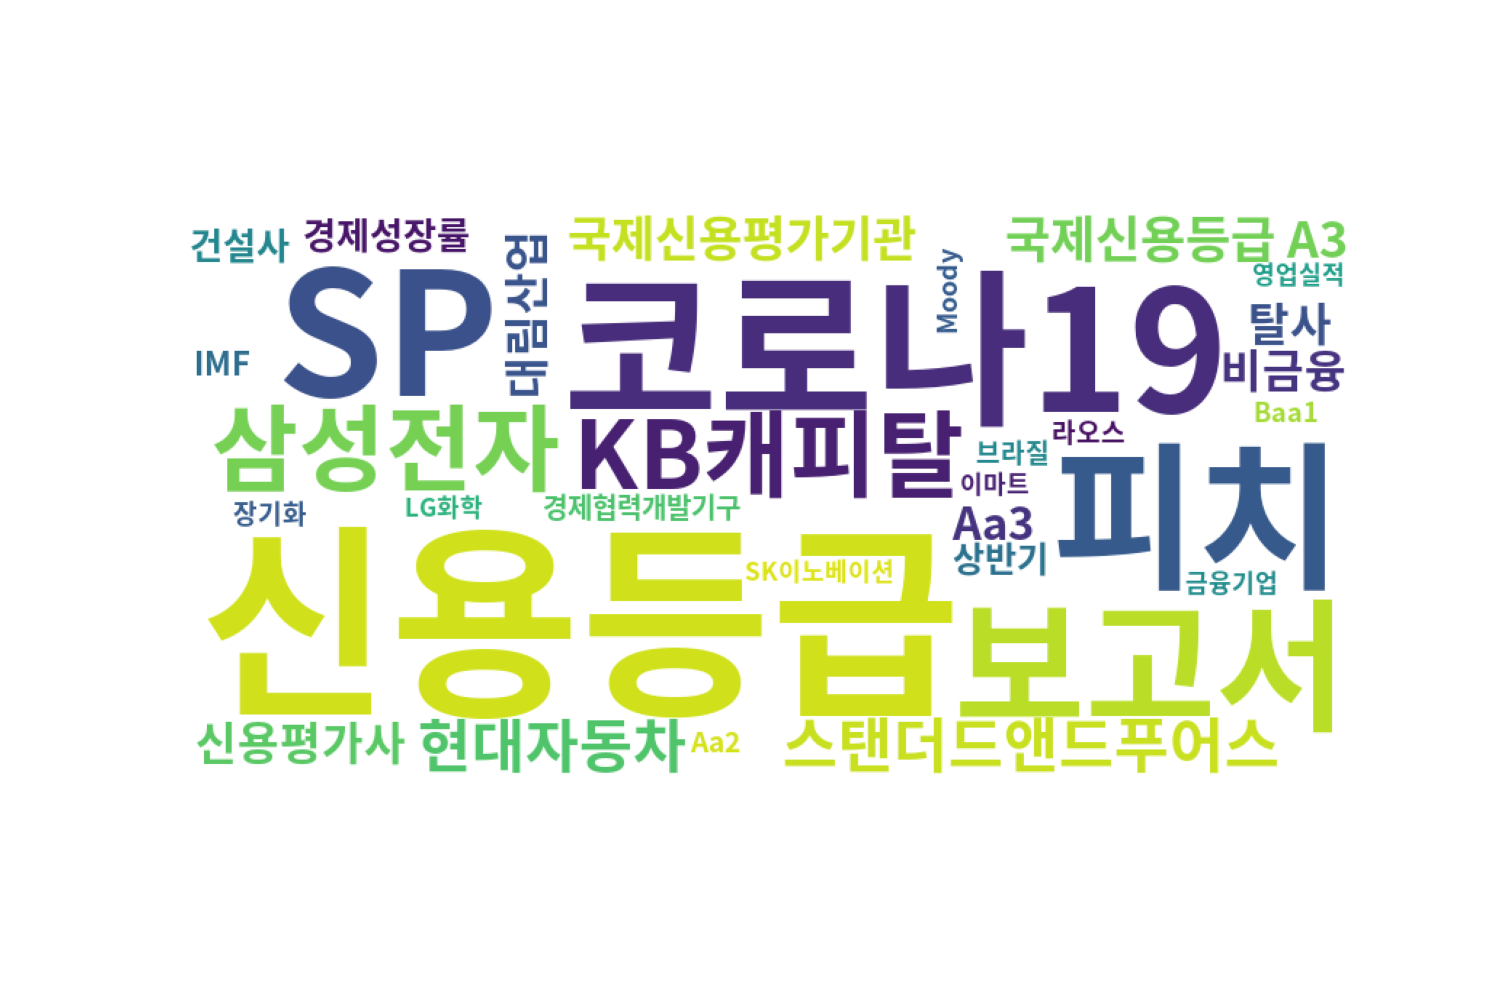 건설사
경제성장률
대림산업
국제신용평가기관
Moody
국제신용등급 A3
영업실적
SP
코로나19
탈사
IMF
비금융
Baa1
삼성전자
KB캐피탈
라오스
브라질
이마트
피치
장기화
LG화학
경제협력개발기구
Aa3
상반기
SK이노베이션
금융기업
신용등급
보고서
신용평가사
현대자동차
Aa2
스탠더드앤드푸어스